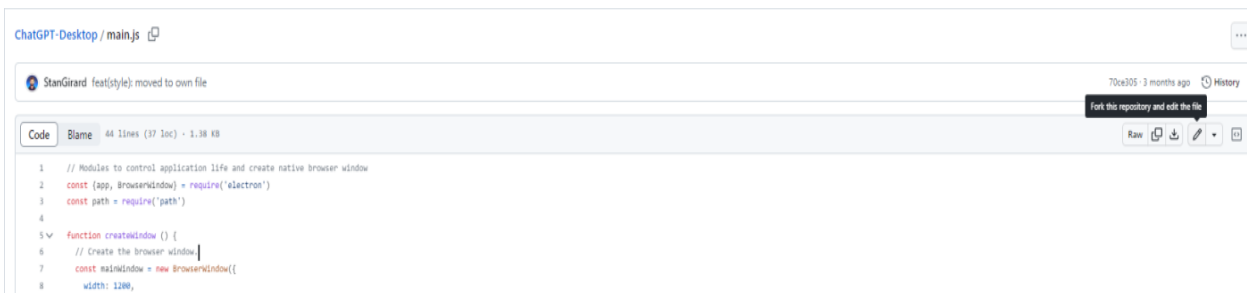 ChatGPT-Desktop / main.js
StanGirard feat(style): moved to own file
70ce305 · 3 months ago History
Fork this repository and edit the file
Code Blame 44 lines (37 loc) · 1.38 KB
Raw
1 // Modules to control application life and create native browser window
2 const {app, BrowserWindow} = require('electron')
3 const path = require('path')
4
5 function createWindow () {
6 // Create the browser window.
7 const mainWindow = new BrowserWindow({
8 width: 1200,